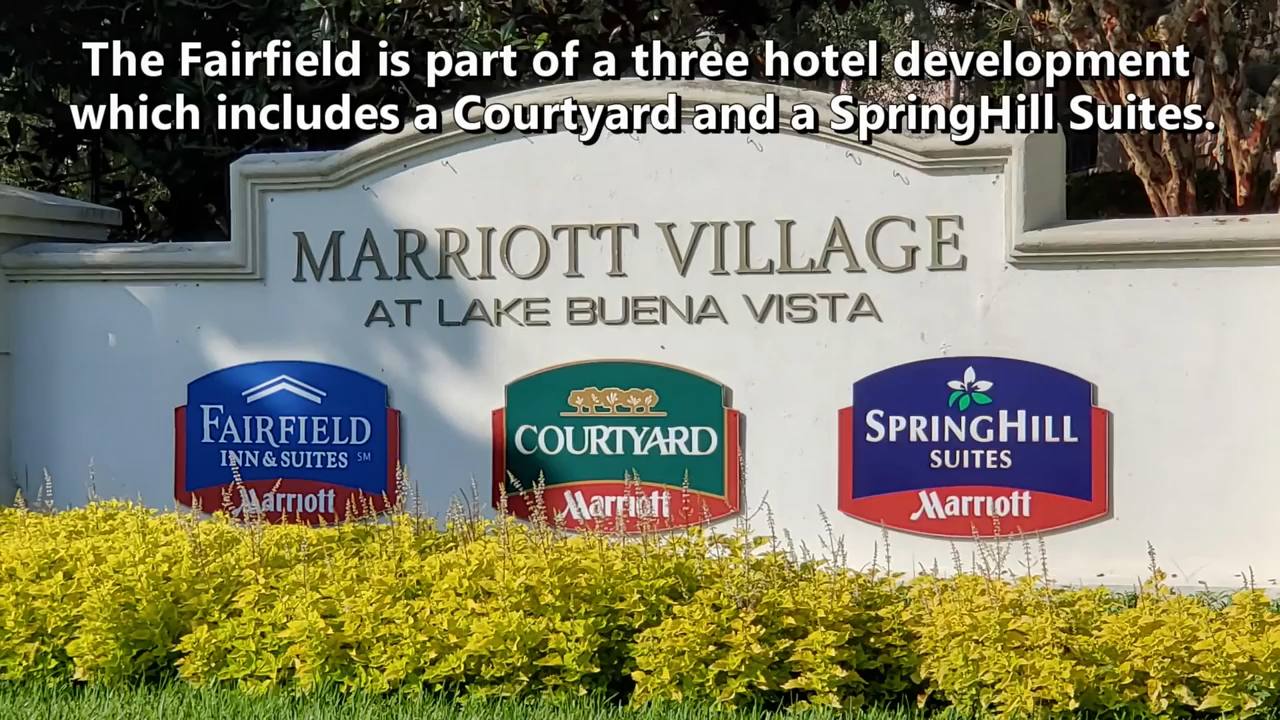 The Fairfield is part of a three hotel development
which includes a Courtyard and a SpringHill Suites.
MARRIOTT VILLAGE
AT LAKE BUENA VISTA
FAIRFIELD
INN & SUITES SM
Marriott
COURTYARD
Marriott
SPRINGHILL
SUITES
Marriott